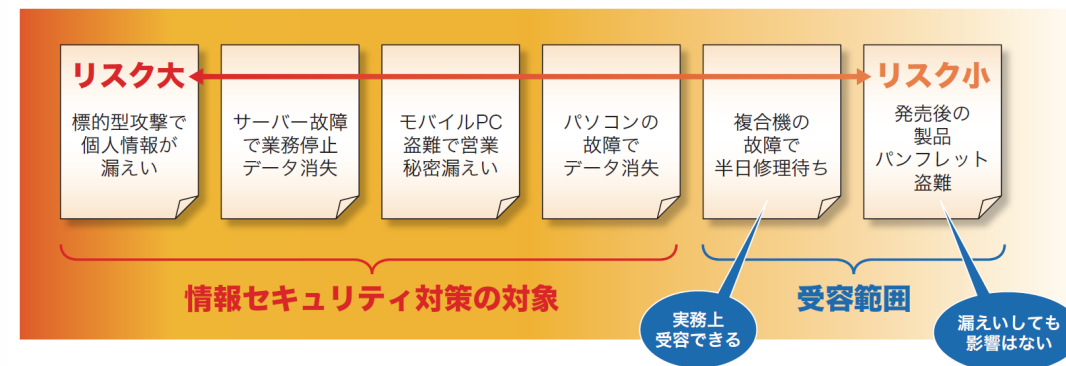 リスク大
リスク小
標的型攻撃で
個人情報が
漏えい
サーバー故障
で業務停止
データ消失
モバイルPC
盗難で営業
秘密漏えい
パソコンの
故障で
データ消失
複合機の
故障で
半日修理待ち
発売後の
製品
パンフレット
盗難
情報セキュリティ対策の対象
受容範囲
実務上
受容できる
漏えいしても
影響はない